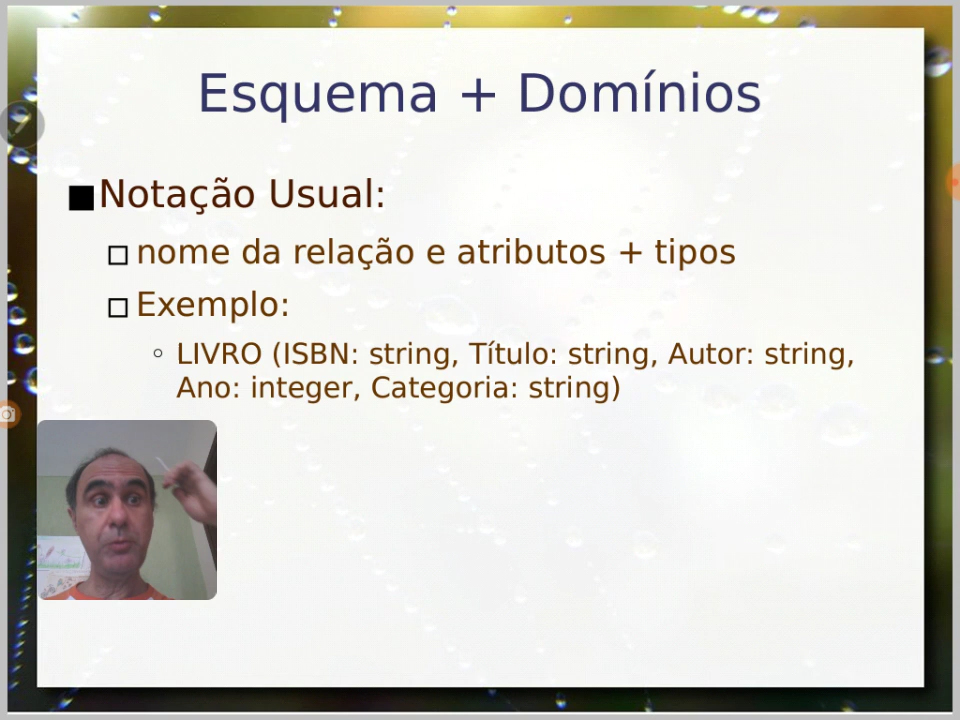 Esquema + Domínios
Notação Usual:
nome da relação e atributos + tipos
Exemplo:
LIVRO (ISBN: string, Título: string, Autor: string,
Ano: integer, Categoria: string)